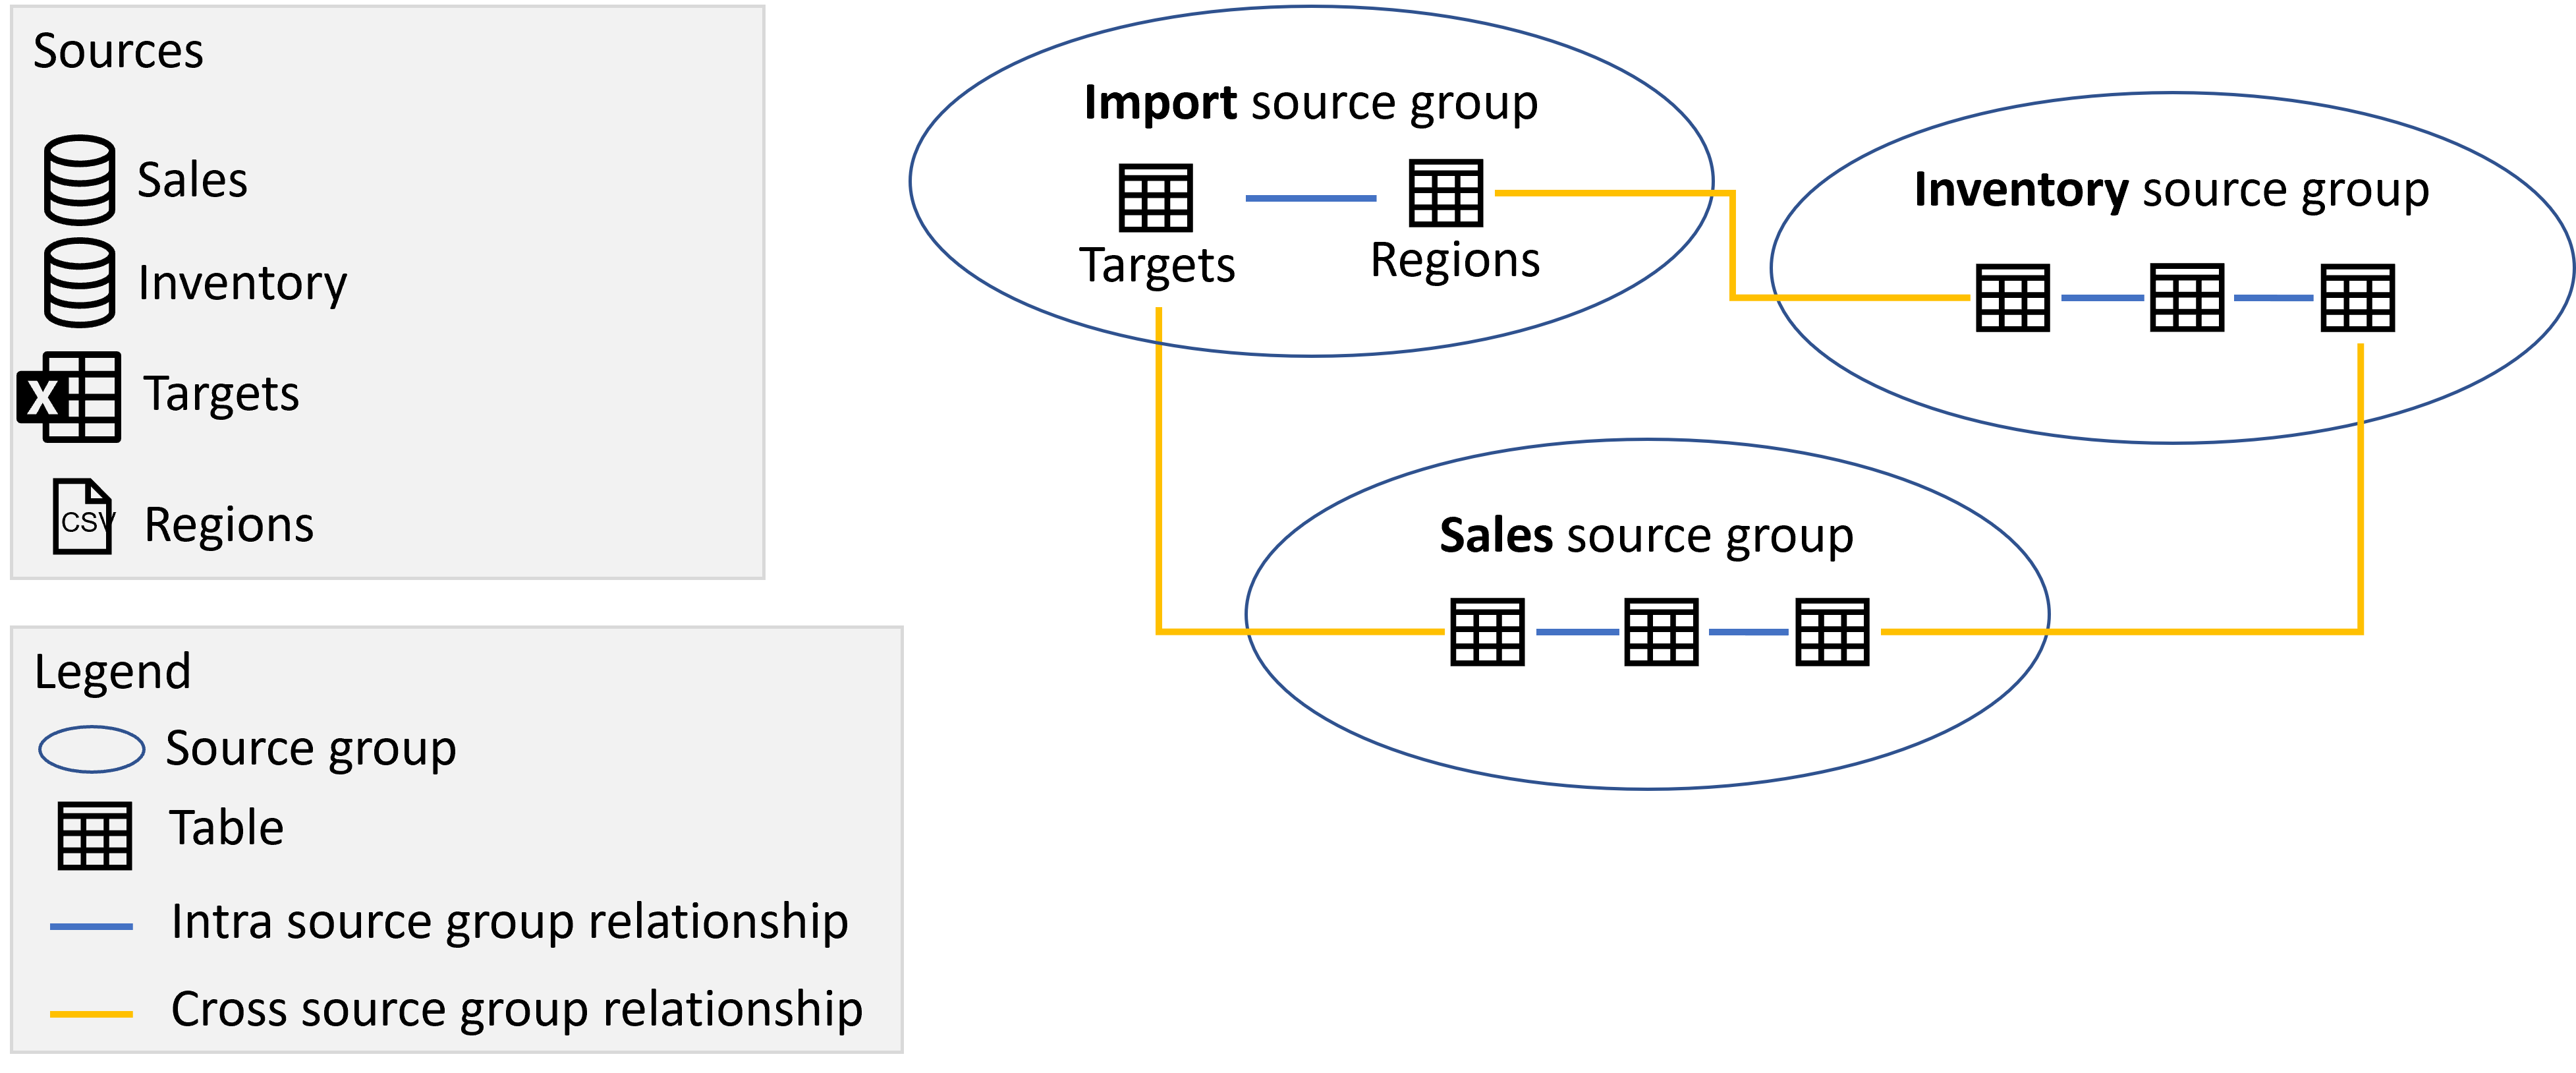 Sources
Sales
Inventory
X
Targets
CSV
Regions
Import source group
Targets
Regions
Inventory source group
Sales source group
Legend
Source group
Table
Intra source group relationship
Cross source group relationship